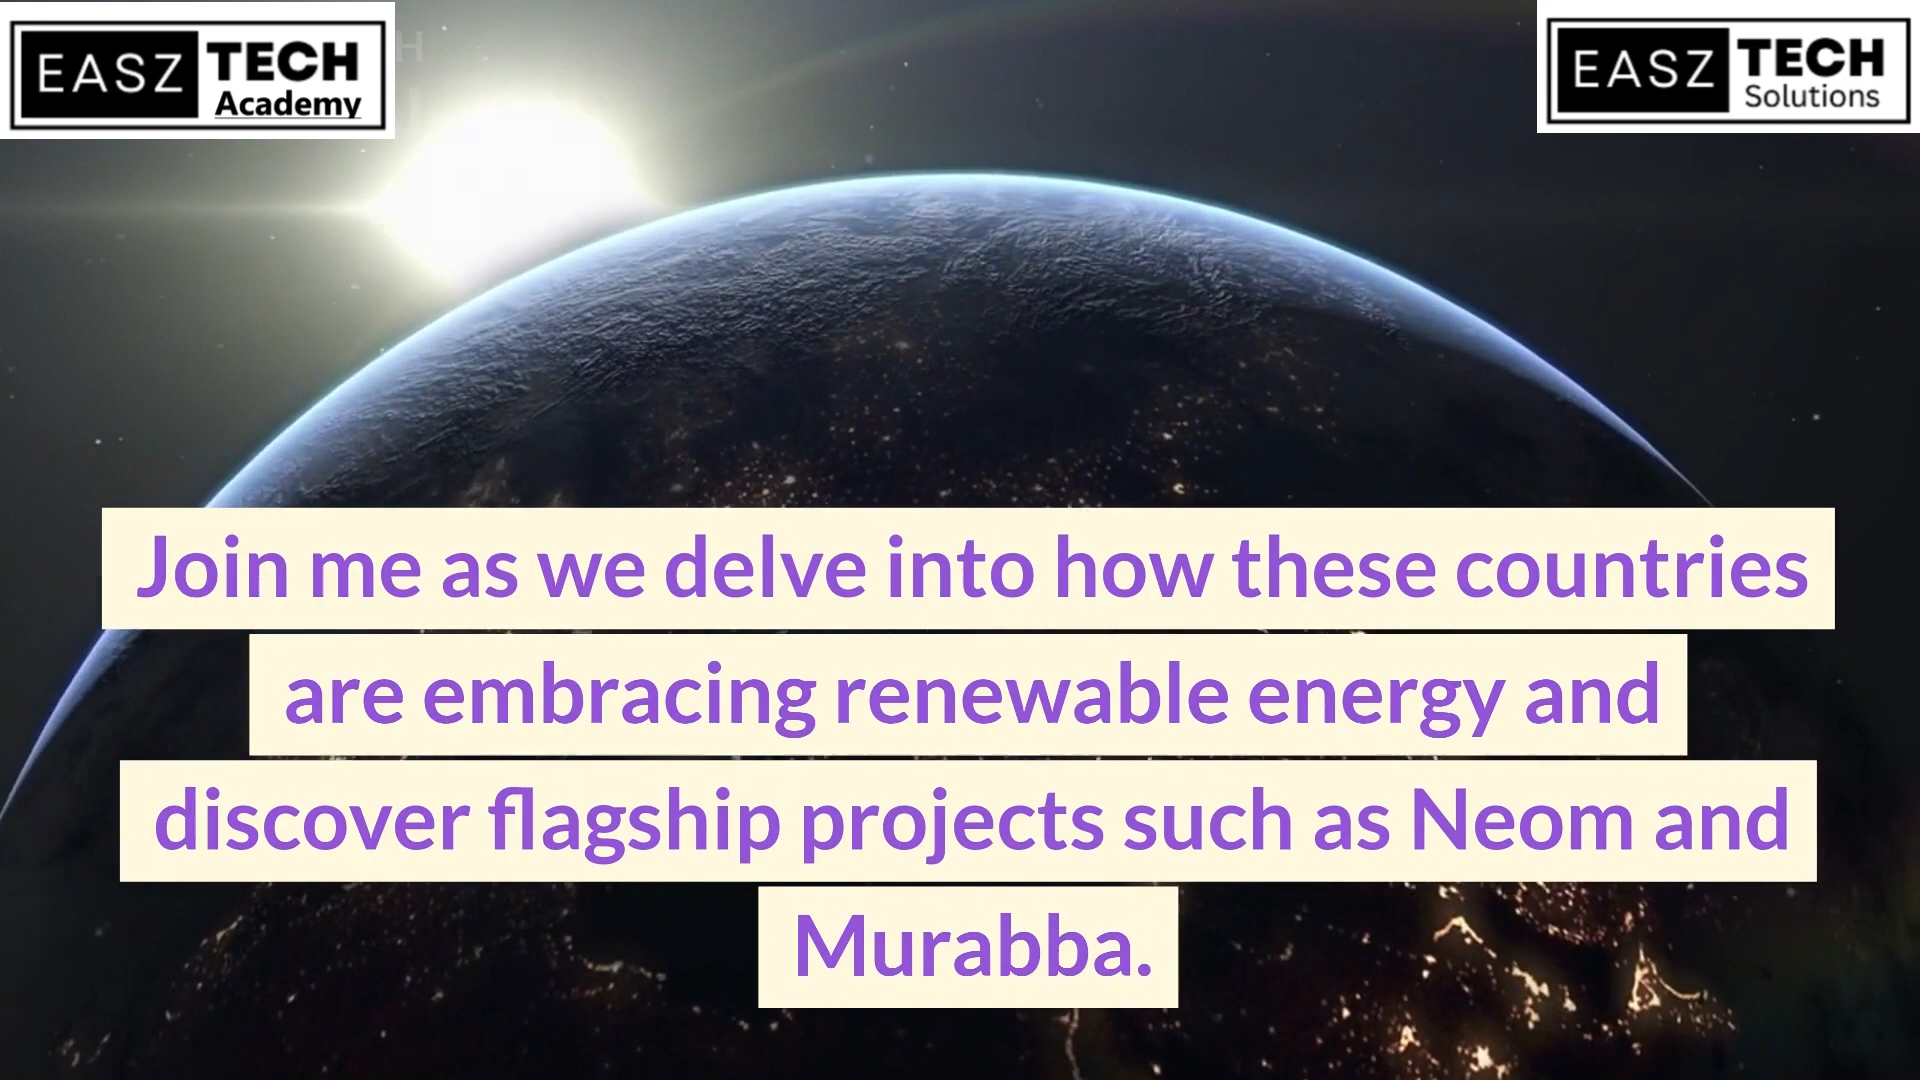 EASZ TECH
Academy
EASZ TECH
Solutions
Join me as we delve into how these countries
are embracing renewable energy and
discover flagship projects such as Neom and
Murabba.